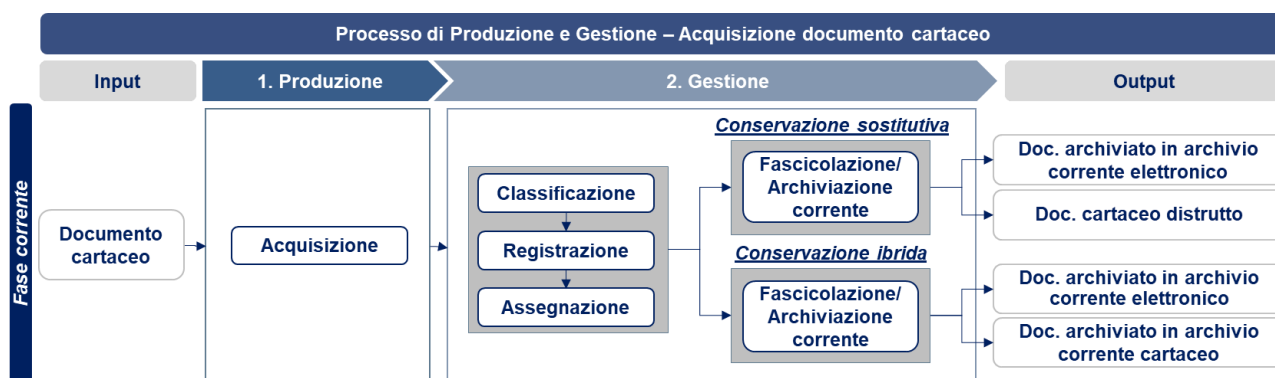 Processo di Produzione e Gestione – Acquisizione documento cartaceo
Input
1. Produzione
2. Gestione
Output
Fase corrente
Documento
cartaceo
Acquisizione
Classificazione
Registrazione
Assegnazione
Conservazione sostitutiva
Fascicolazione/
Archiviazione
corrente
Conservazione ibrida
Fascicolazione/
Archiviazione
corrente
Doc. archiviato in archivio
corrente elettronico
Doc. cartaceo distrutto
Doc. archiviato in archivio
corrente elettronico
Doc. archiviato in archivio
corrente cartaceo